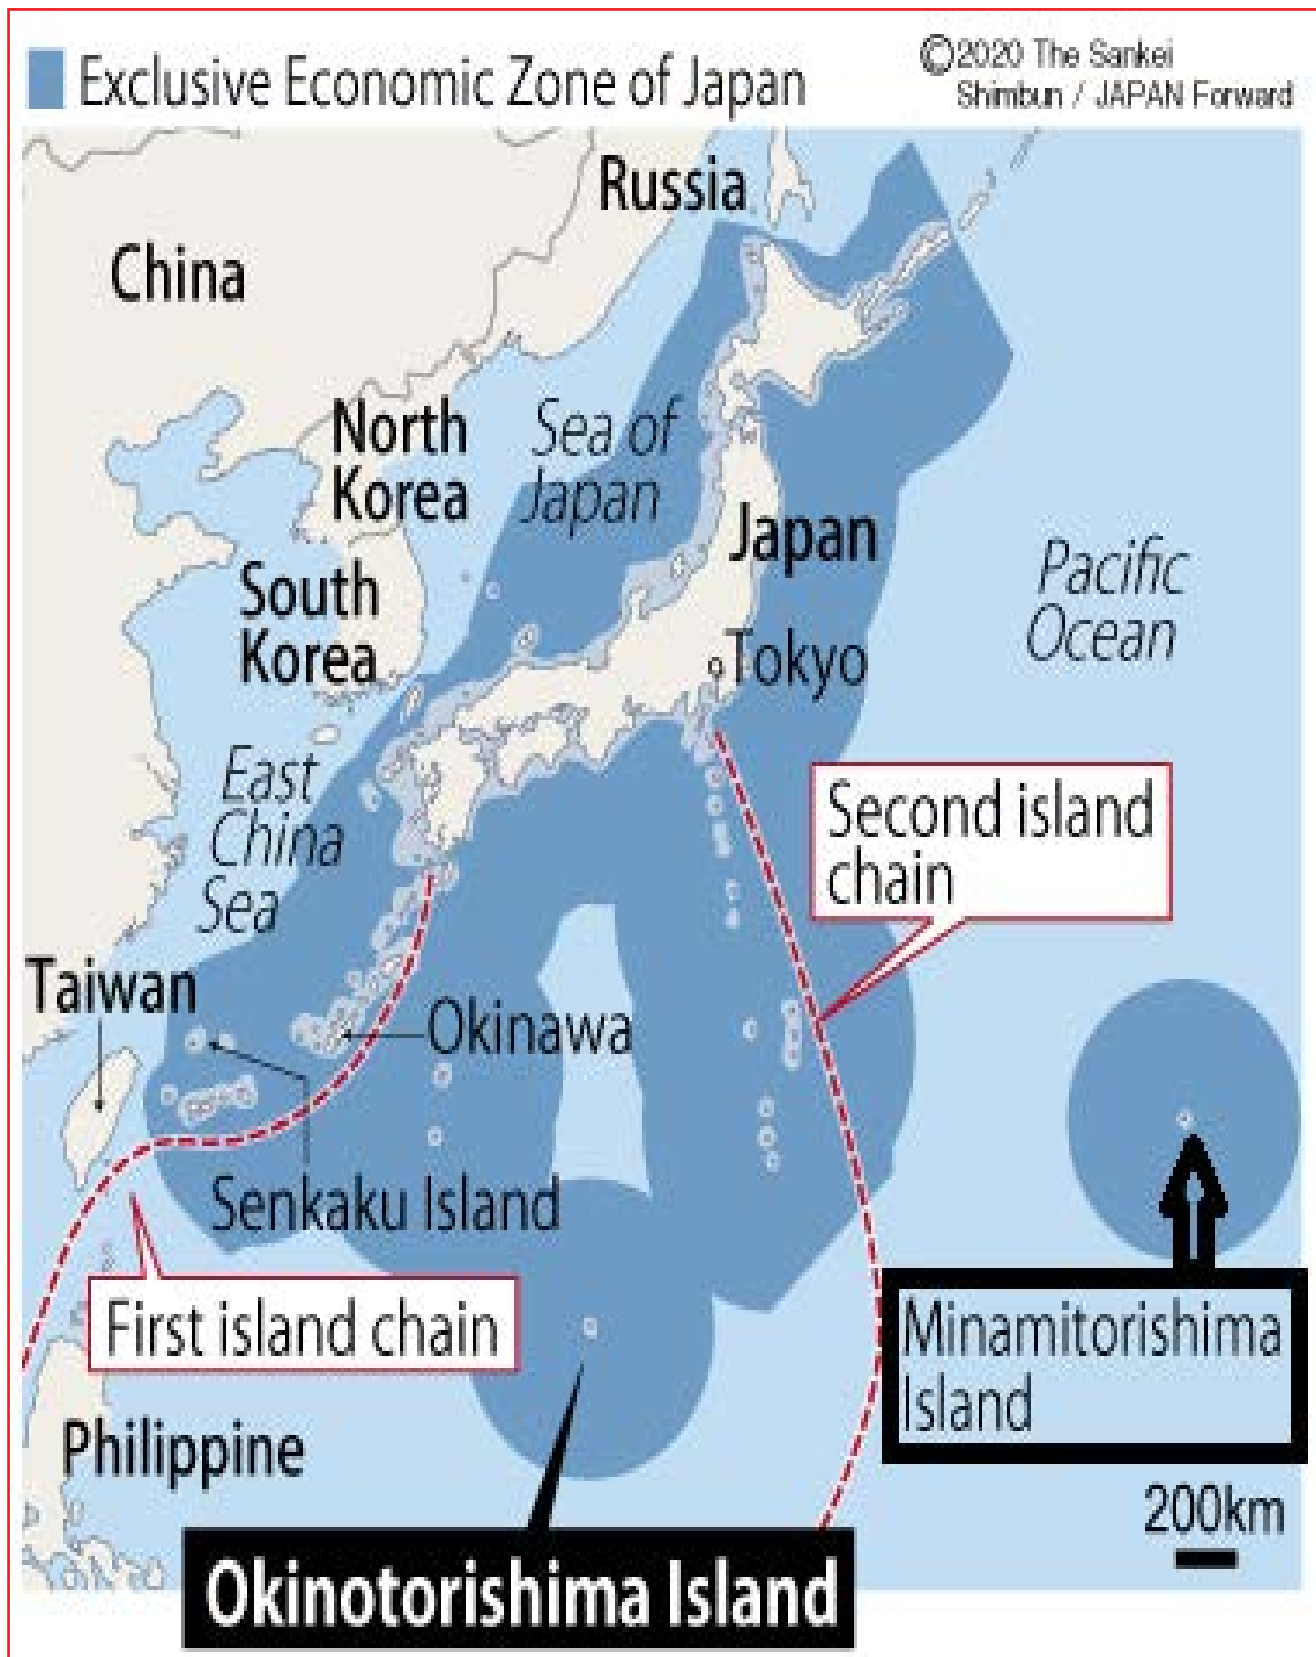 Exclusive Economic Zone of Japan
©2020 The Sankei
Shimbun / JAPAN Forward
Russia
China
North
Korea
Sea of
Japan
Japan
South
Korea
Pacific
Ocean
Tokyo
East
China
Sea
Second island
chain
Taiwan
Okinawa
Senkaku Island
First island chain
Minamitorishima
Island
Philippine
200km
Okinotorishima Island